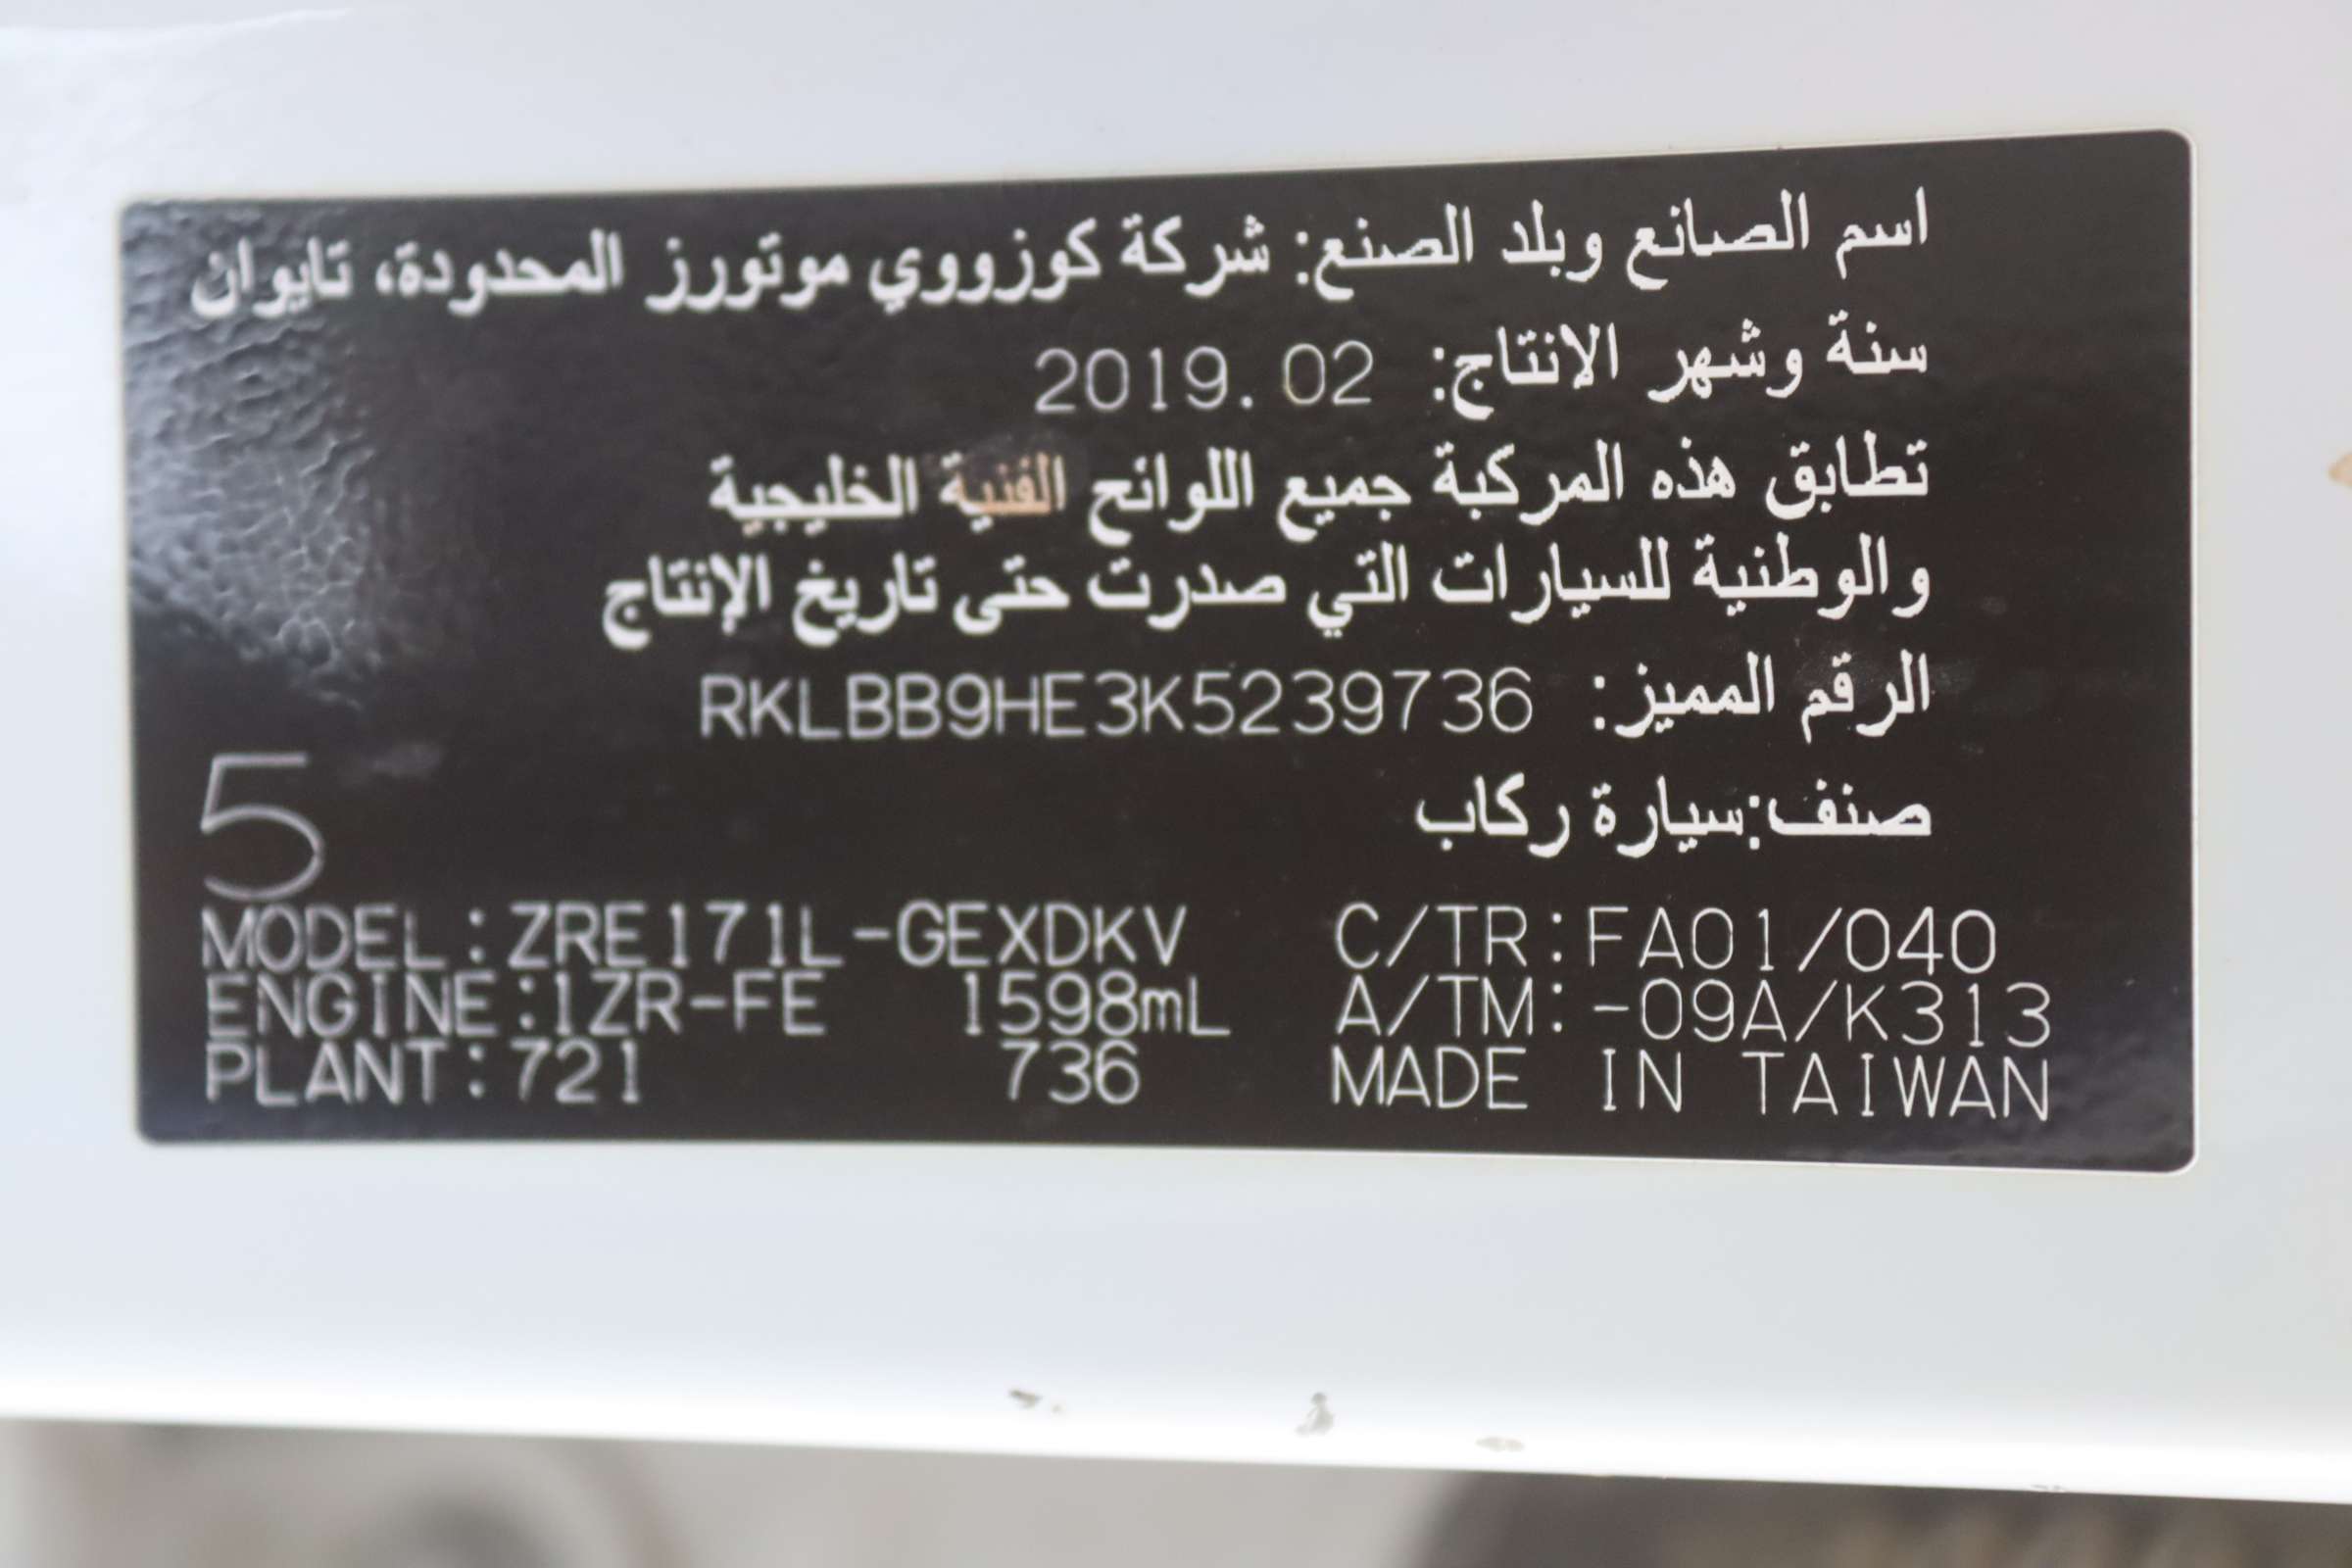 اسم الصانع وبلد الصنع: شركة كوزووي موتورز المحدودة، تايوان
سنة وشهر الانتاج: 2019.02
تطابق هذه المركبة جميع اللوائح الفنية الخليجية
والوطنية للسيارات التي صدرت حتى تاريخ الإنتاج
الرقم المميز: RKLBB9HE3K5239736
صنف:سيارة ركاب
5
MODEL:ZRE171L-GEXDKV C/TR:FA01/040
ENGINE:1ZR-FE 1598mL A/TM:-09A/K313
PLANT:721 736 MADE IN TAIWAN